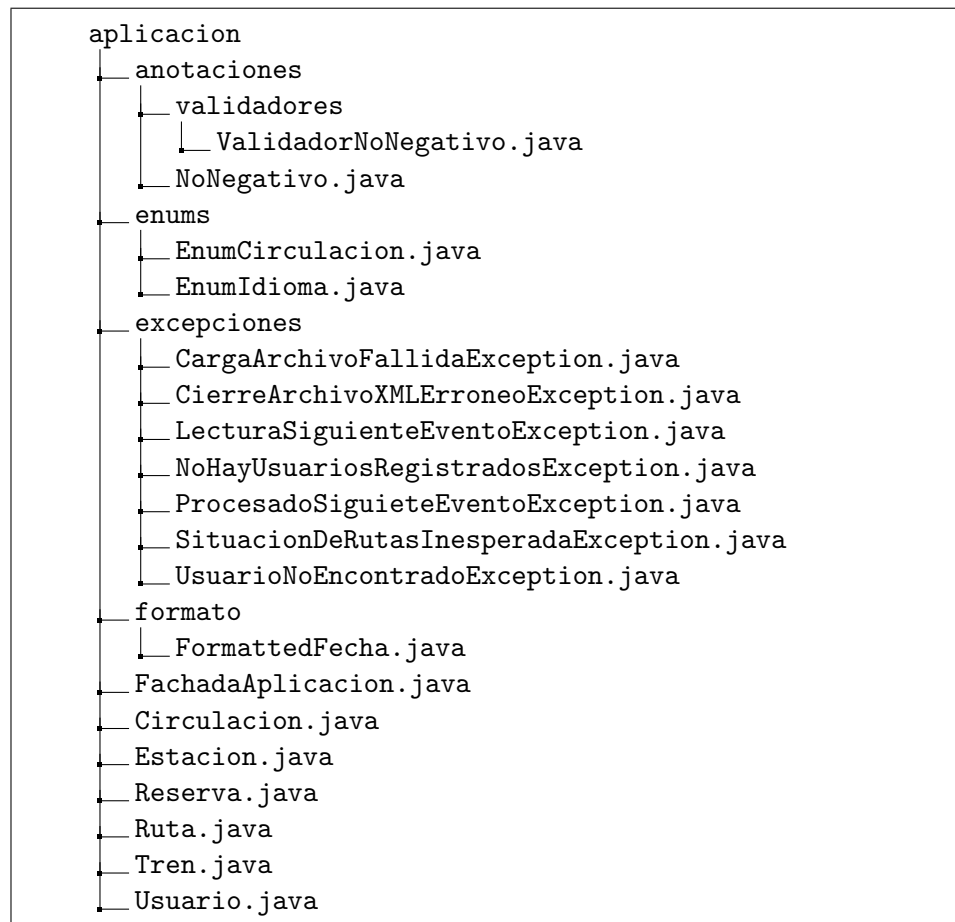 aplicacion
anotaciones
validadores
ValidadorNoNegativo.java
NoNegativo.java
enums
EnumCirculacion.java
EnumIdioma.java
excepciones
CargaArchivoFallidaException.java
CierreArchivoXMLErroneoException.java
LecturaSiguienteEventoException.java
NoHayUsuariosRegistradosException.java
ProcesadoSiguieteEventoException.java
SituacionDeRutasInesperadaException.java
UsuarioNoEncontradoException.java
formato
FormattedFecha.java
FachadaAplicacion.java
Circulacion.java
Estacion.java
Reserva.java
Ruta.java
Tren.java
Usuario.java